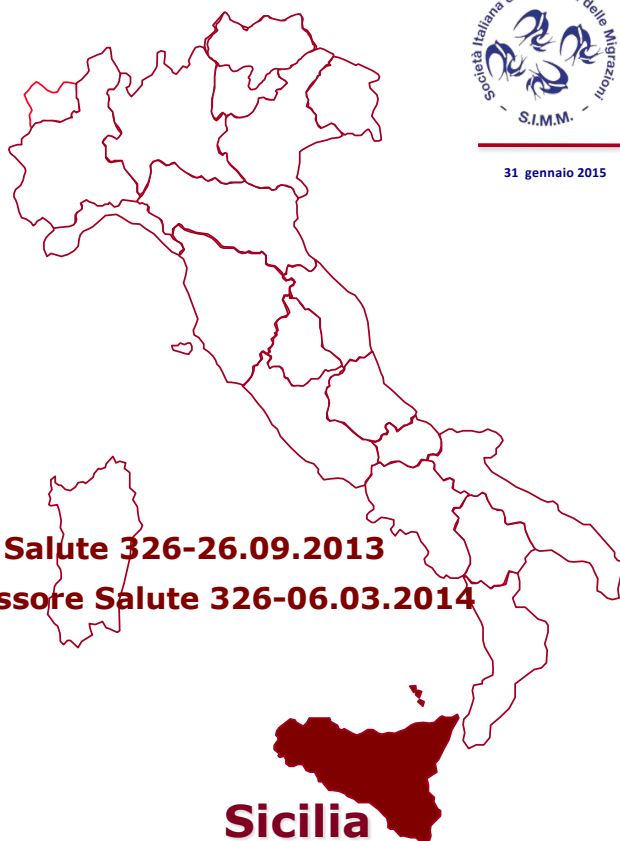 Società Italiana delle Migrazioni
- S.I.M.M. -
31 gennaio 2015
Salute 326-26.09.2013
ssore Salute 326-06.03.2014
Sicilia